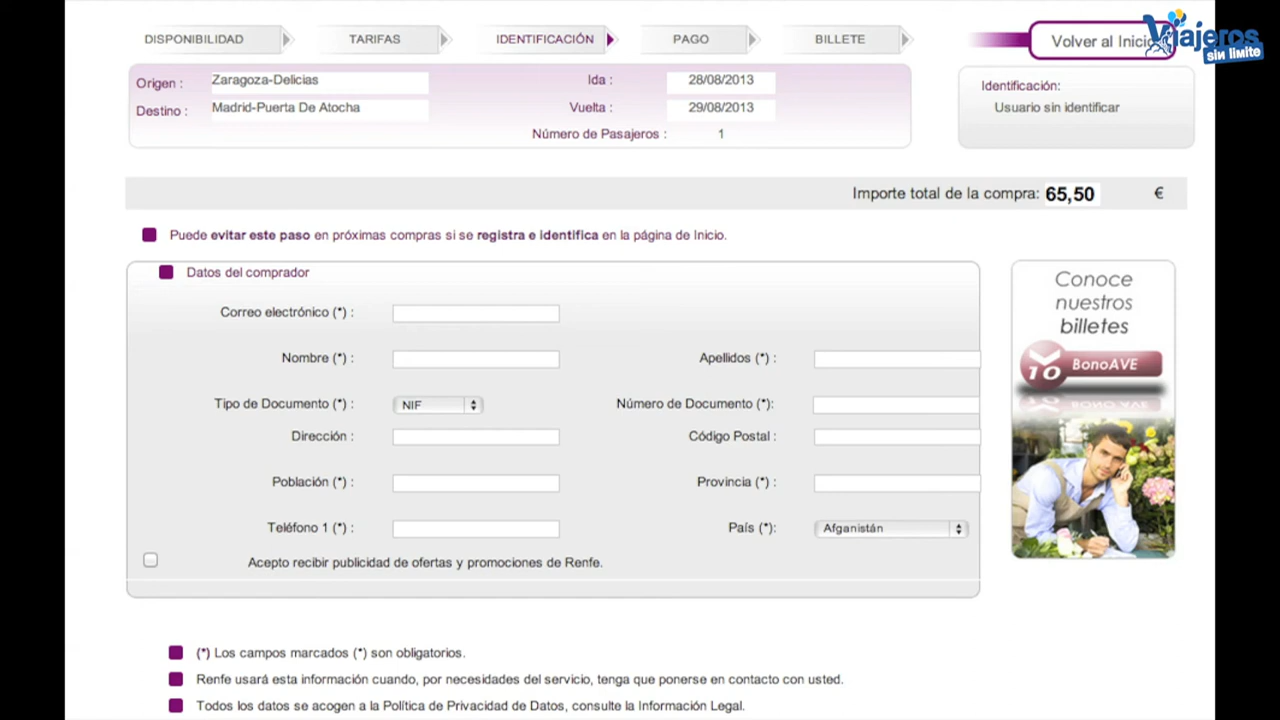 DISPONIBILIDAD TARIFAS IDENTIFICACIÓN PAGO BILLETE
Volver al Inicio
Viajeros
sin límite
Origen : Zaragoza-Delicias Ida : 28/08/2013
Destino : Madrid-Puerta De Atocha Vuelta : 29/08/2013
Número de Pasajeros : 1
Identificación:
Usuario sin identificar
Importe total de la compra: 65,50 €
Puede evitar este paso en próximas compras si se registra e identifica en la página de Inicio.
Datos del comprador
Correo electrónico (*) :
Nombre (*) : Apellidos (*) :
Tipo de Documento (*) : NIF Número de Documento (*):
Dirección : Código Postal :
Población (*) : Provincia (*) :
Teléfono 1 (*) : País (*): Afganistán
Acepto recibir publicidad de ofertas y promociones de Renfe.
Conoce
nuestros
billetes
10 BonoAVE
(*) Los campos marcados (*) son obligatorios.
Renfe usará esta información cuando, por necesidades del servicio, tenga que ponerse en contacto con usted.
Todos los datos se acogen a la Política de Privacidad de Datos, consulte la Información Legal.